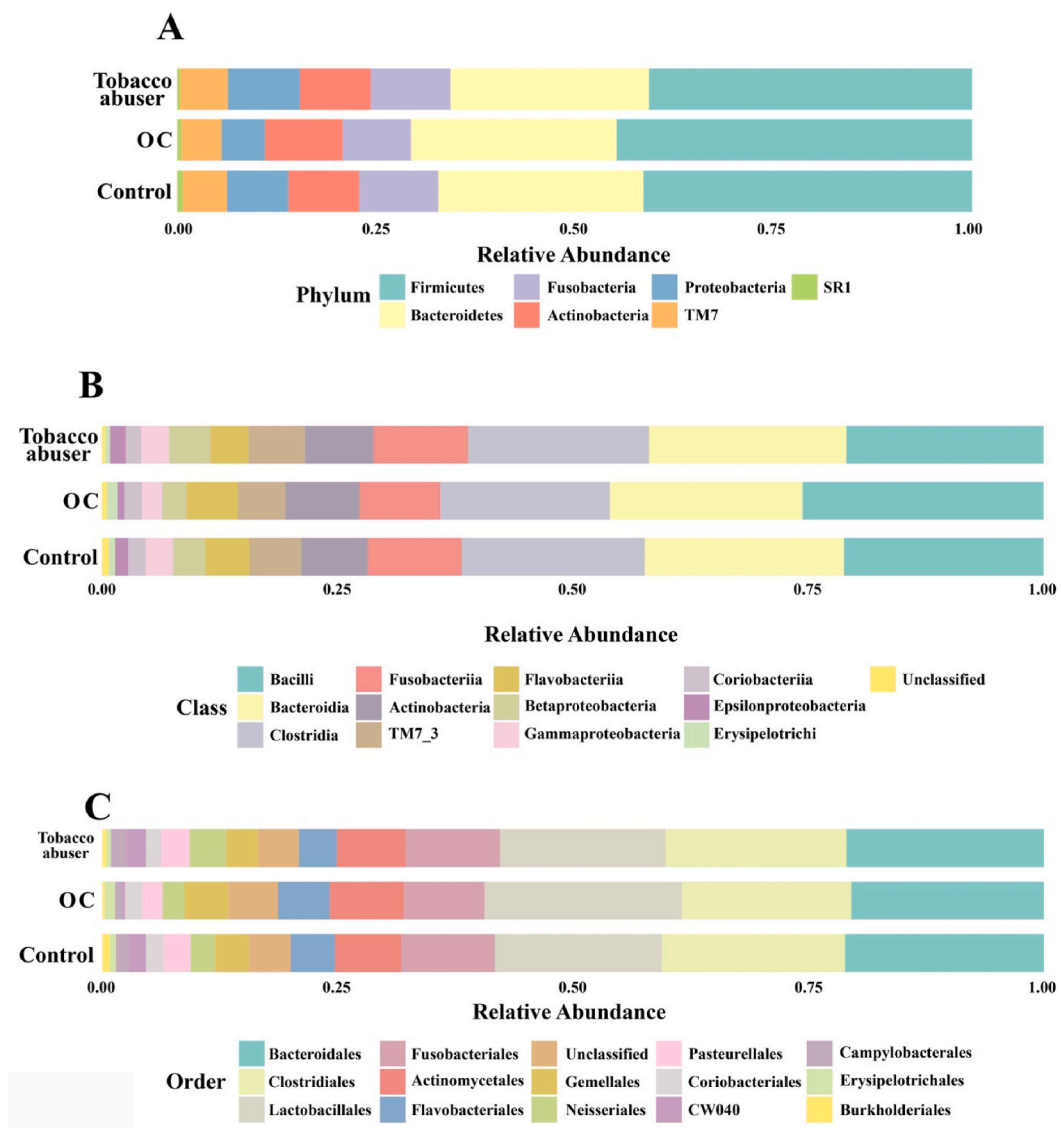 A
Tobacco
abuser
OC
Control
0.00 0.25 0.50 0.75 1.00
Relative Abundance
Phylum
Firmicutes Fusobacteria Proteobacteria SR1
Bacteroidetes Actinobacteria TM7
B
Tobacco
abuser
OC
Control
0.00 0.25 0.50 0.75 1.00
Relative Abundance
Class
Bacilli Fusobacteriia Flavobacteriia Coriobacteriia Unclassified
Bacteroidia Actinobacteria Betaproteobacteria Epsilonproteobacteria
Clostridia TM7_3 Gammaproteobacteria Erysipelotrichi
C
Tobacco
abuser
OC
Control
0.00 0.25 0.50 0.75 1.00
Relative Abundance
Order
Bacteroidales Fusobacteriales Unclassified Pasteurellales Campylobacterales
Clostridiales Actinomycetales Gemellales Coriobacteriales Erysipelotrichales
Lactobacillales Flavobacteriales Neisseriales CW040 Burkholderiales